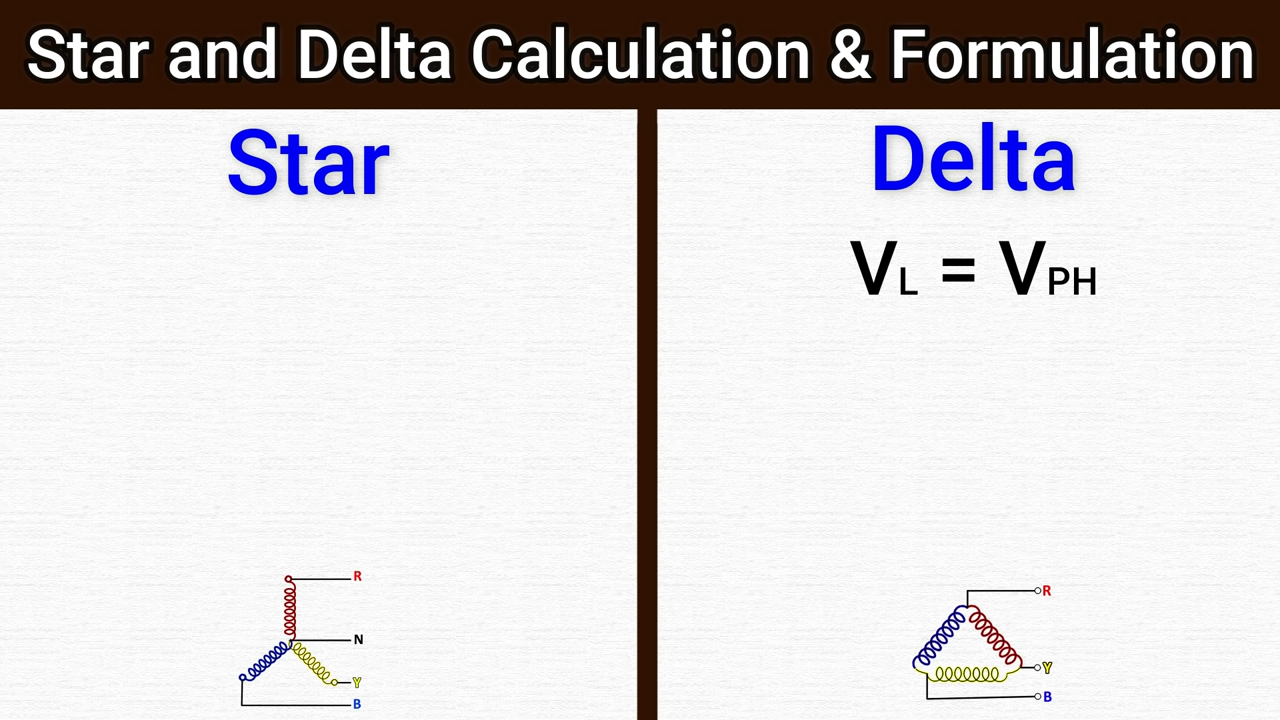 Star and Delta Calculation & Formulation
Star
R
N
Y
B
Delta
VL = VPH
R
Y
B